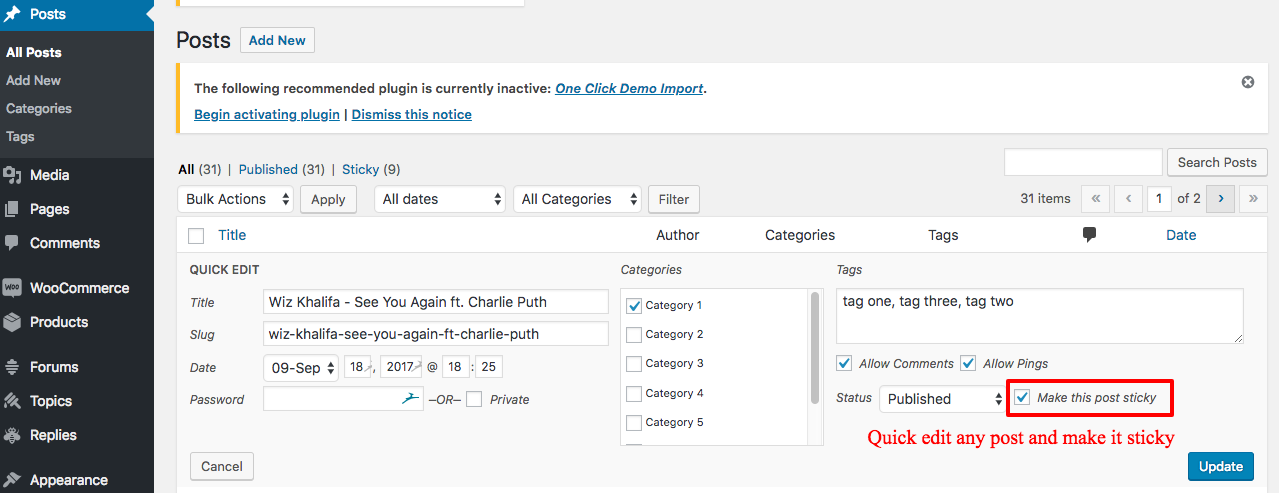 Posts
All Posts
Add New
Categories
Tags
Media
Pages
Comments
WooCommerce
Products
Forums
Topics
Replies
Appearance
Posts Add New
The following recommended plugin is currently inactive: One Click Demo Import.
Begin activating plugin | Dismiss this notice
All (31) | Published (31) | Sticky (9)
Search Posts
Bulk Actions Apply All dates All Categories Filter 31 items « ‹ 1 of 2 › »
Title Author Categories Tags Date
QUICK EDIT Categories Tags
Title Wiz Khalifa - See You Again ft. Charlie Puth
Slug wiz-khalifa-see-you-again-ft-charlie-puth
Date 09-Sep 18, 2017 @ 18 : 25
Password –OR– Private
Category 1
Category 2
Category 3
Category 4
Category 5
tag one, tag three, tag two
Allow Comments Allow Pings
Status Published Make this post sticky
Quick edit any post and make it sticky
Cancel Update